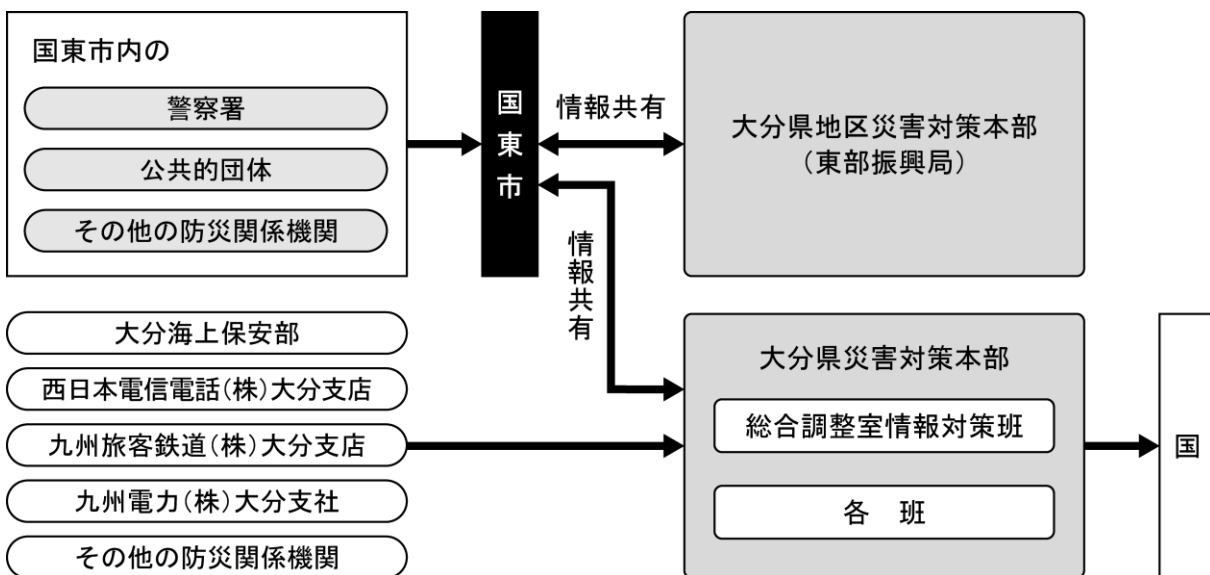 国東市内の
警察署
公共的団体
その他の防災関係機関
国東市
情報共有
大分県地区災害対策本部
(東部振興局)
情報共有
大分海上保安部
西日本電信電話(株)大分支店
九州旅客鉄道(株)大分支店
九州電力(株)大分支社
その他の防災関係機関
大分県災害対策本部
総合調整室情報対策班
各 班
国